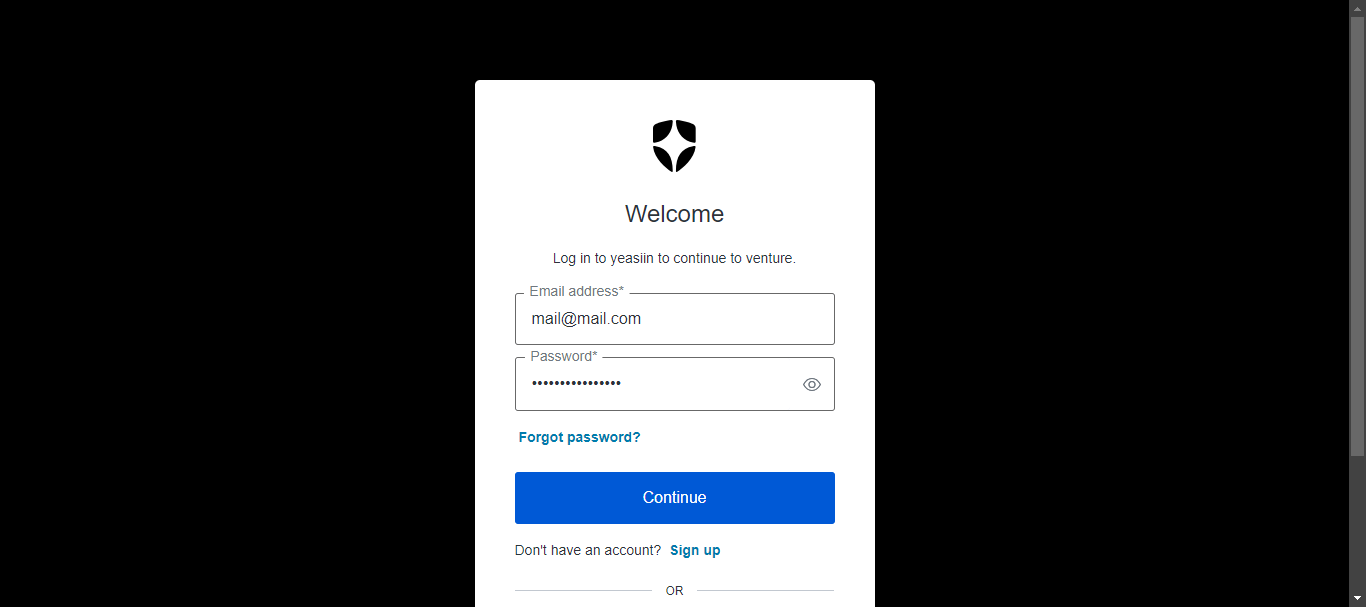 Welcome
Log in to yeasiin to continue to venture.
Email address*
mail@mail.com
Password*
••••••••••••••••
Forgot password?
Continue
Don't have an account? Sign up
OR